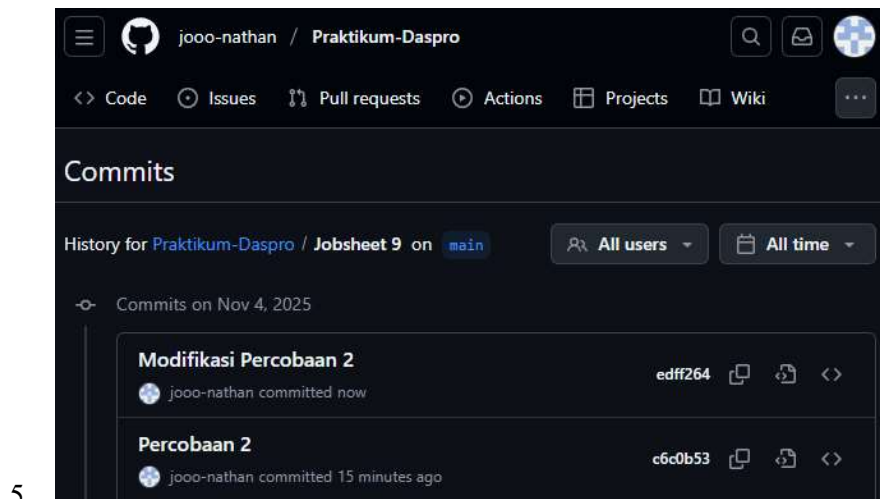 jooo-nathan / Praktikum-Daspro
<> Code Issues Pull requests Actions Projects Wiki ...
Commits
History for Praktikum-Daspro / Jobsheet 9 on main All users All time
Commits on Nov 4, 2025
Modifikasi Percobaan 2 edff264 <>
jooo-nathan committed now
Percobaan 2 c6c0b53 <>
jooo-nathan committed 15 minutes ago
5.